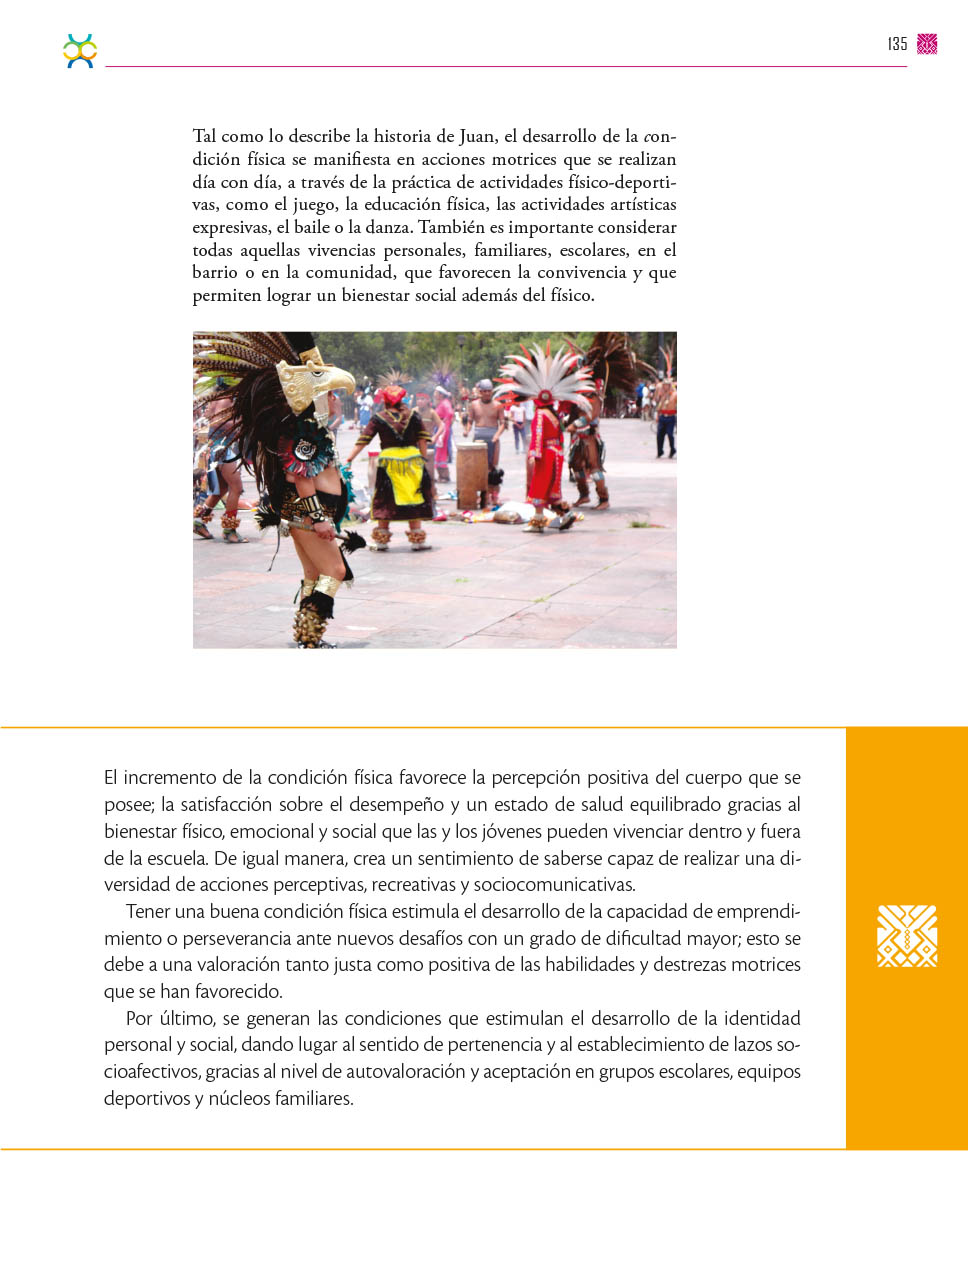 135
Tal como lo describe la historia de Juan, el desarrollo de la con-
dición física se manifiesta en acciones motrices que se realizan
día con día, a través de la práctica de actividades físico-deporti-
vas, como el juego, la educación física, las actividades artísticas
expresivas, el baile o la danza. También es importante considerar
todas aquellas vivencias personales, familiares, escolares, en el
barrio o en la comunidad, que favorecen la convivencia y que
permiten lograr un bienestar social además del físico.
El incremento de la condición física favorece la percepción positiva del cuerpo que se
posee; la satisfacción sobre el desempeño y un estado de salud equilibrado gracias al
bienestar físico, emocional y social que las y los jóvenes pueden vivenciar dentro y fuera
de la escuela. De igual manera, crea un sentimiento de saberse capaz de realizar una di-
versidad de acciones perceptivas, recreativas y sociocomunicativas.
Tener una buena condición física estimula el desarrollo de la capacidad de emprendi-
miento o perseverancia ante nuevos desafíos con un grado de dificultad mayor; esto se
debe a una valoración tanto justa como positiva de las habilidades y destrezas motrices
que se han favorecido.
Por último, se generan las condiciones que estimulan el desarrollo de la identidad
personal y social, dando lugar al sentido de pertenencia y al establecimiento de lazos so-
cioafectivos, gracias al nivel de autovaloración y aceptación en grupos escolares, equipos
deportivos y núcleos familiares.